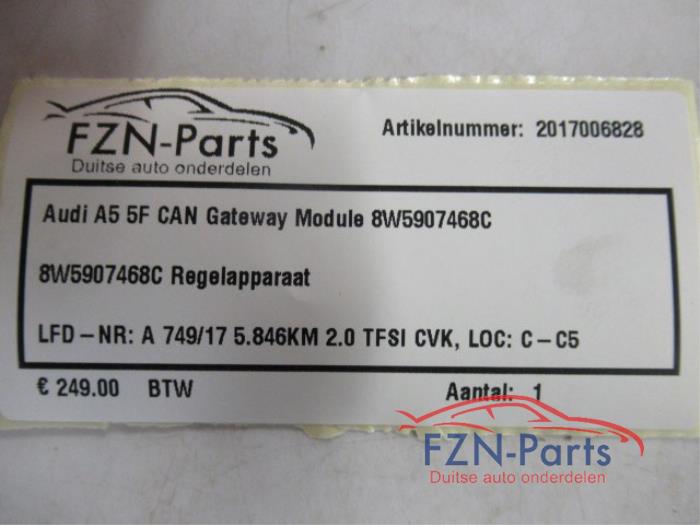 FZN-Parts
Duitse auto onderdelen
Artikelnummer: 2017006828
Audi A5 5F CAN Gateway Module 8W5907468C
8W5907468C Regelapparaat
LFD-NR: A 749/17 5.846KM 2.0 TFSI CVK, LOC: C-C5
€ 249.00 BTW Aantal: 1
FZN-Parts
Duitse auto onderdelen